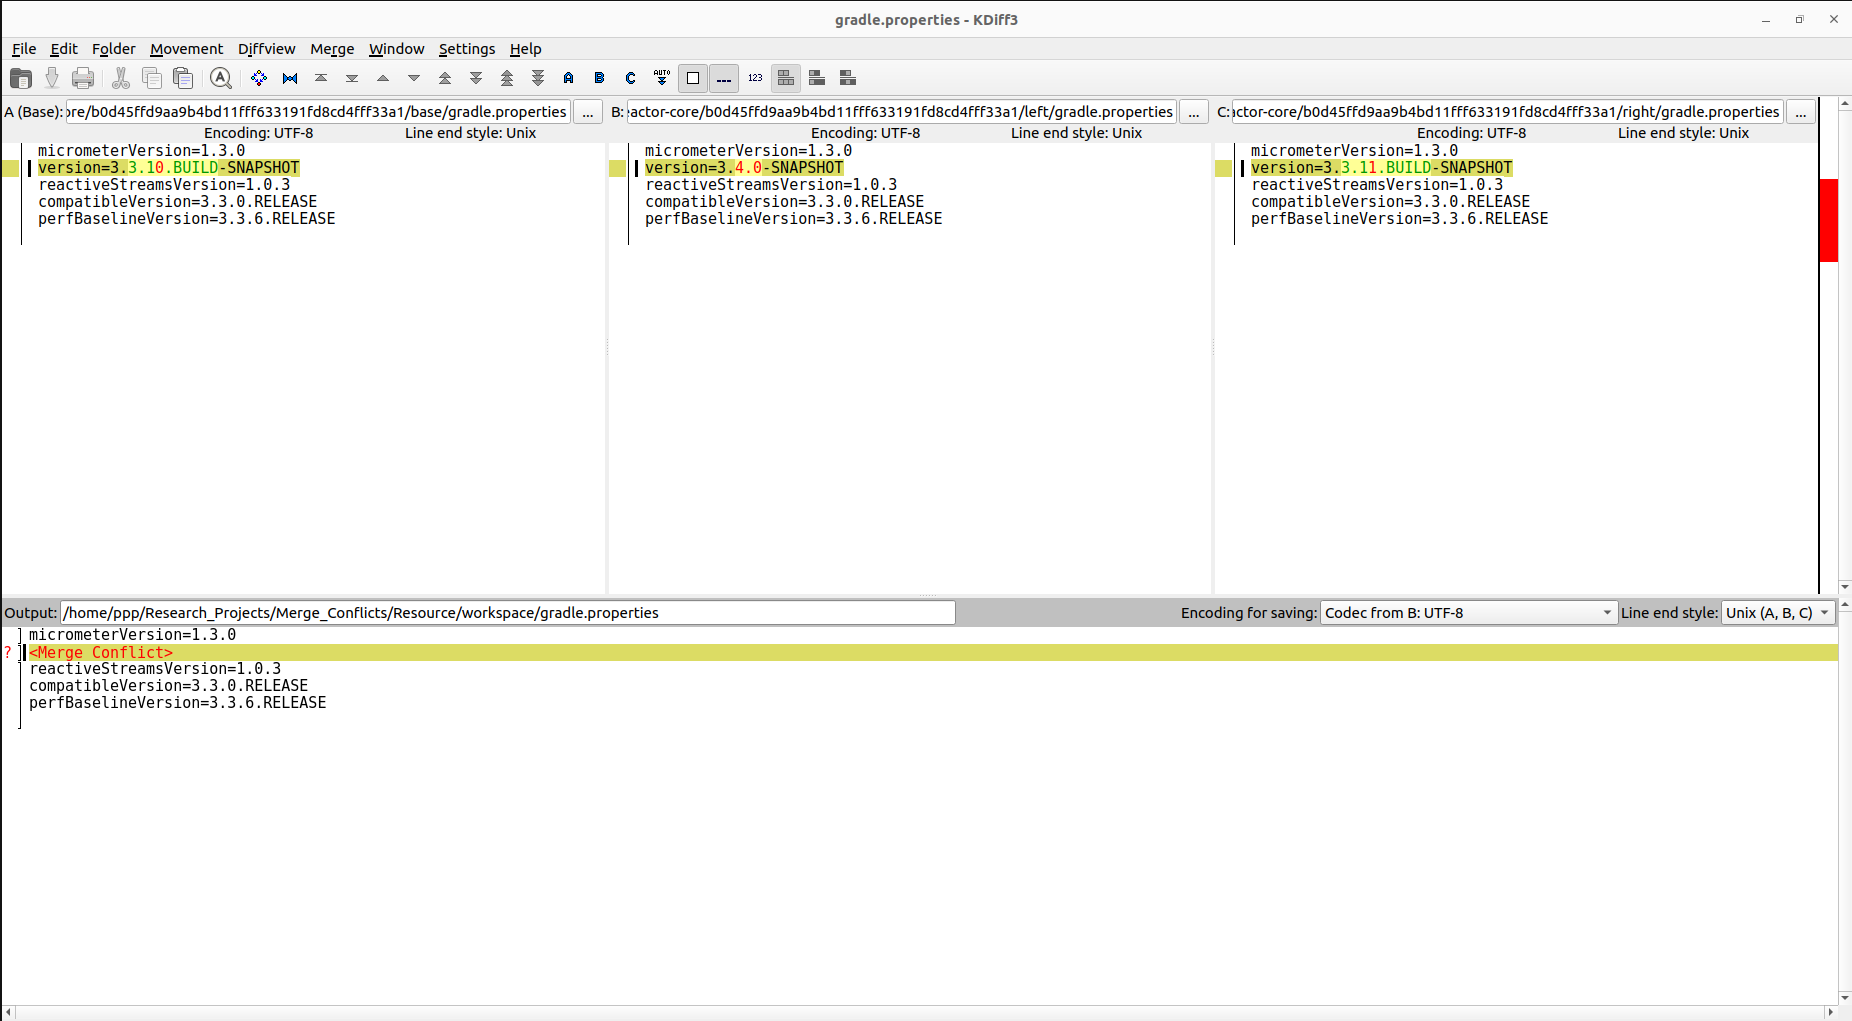 gradle.properties - KDiff3
File Edit Folder Movement Diffview Merge Window Settings Help
A B C AUTO 123
A (Base): ore/b0d45ffd9aa9b4bd11fff633191fd8cd4fff33a1/base/gradle.properties ... B: eactor-core/b0d45ffd9aa9b4bd11fff633191fd8cd4fff33a1/left/gradle.properties ... C: actor-core/b0d45ffd9aa9b4bd11fff633191fd8cd4fff33a1/right/gradle.properties ...
Encoding: UTF-8 Line end style: Unix Encoding: UTF-8 Line end style: Unix Encoding: UTF-8 Line end style: Unix
micrometerVersion=1.3.0
version=3.3.10.BUILD-SNAPSHOT
reactiveStreamsVersion=1.0.3
compatibleVersion=3.3.0.RELEASE
perfBaselineVersion=3.3.6.RELEASE
micrometerVersion=1.3.0
version=3.4.0-SNAPSHOT
reactiveStreamsVersion=1.0.3
compatibleVersion=3.3.0.RELEASE
perfBaselineVersion=3.3.6.RELEASE
micrometerVersion=1.3.0
version=3.3.11.BUILD-SNAPSHOT
reactiveStreamsVersion=1.0.3
compatibleVersion=3.3.0.RELEASE
perfBaselineVersion=3.3.6.RELEASE
Output: /home/ppp/Research_Projects/Merge_Conflicts/Resource/workspace/gradle.properties Encoding for saving: Codec from B: UTF-8 Line end style: Unix (A, B, C)
micrometerVersion=1.3.0
? <Merge Conflict>
reactiveStreamsVersion=1.0.3
compatibleVersion=3.3.0.RELEASE
perfBaselineVersion=3.3.6.RELEASE